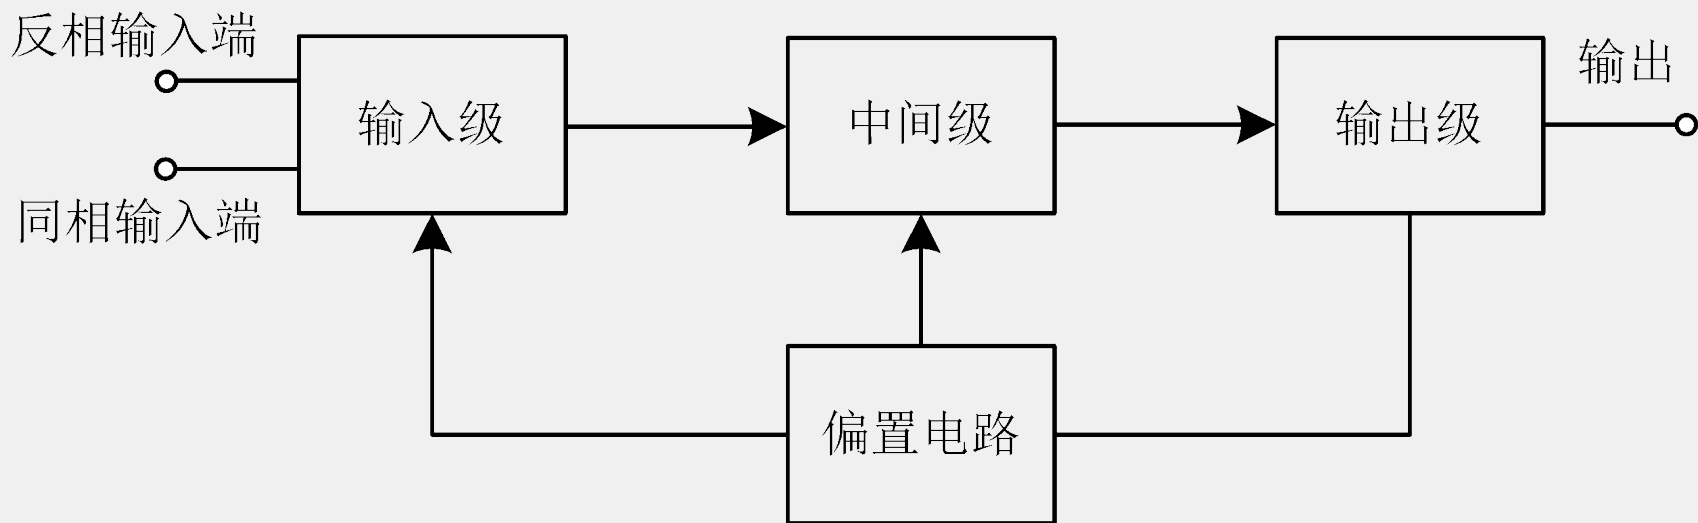 反相输入端
同相输入端
输入级
中间级
输出级
输出
偏置电路